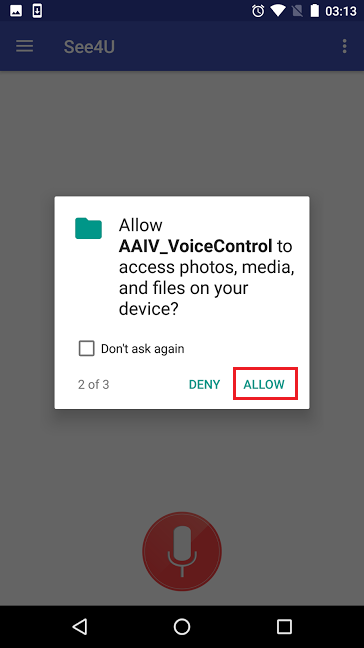 03:13
See4U
Allow
AAIV_VoiceControl to
access photos, media,
and files on your
device?
Don't ask again
2 of 3
DENY
ALLOW